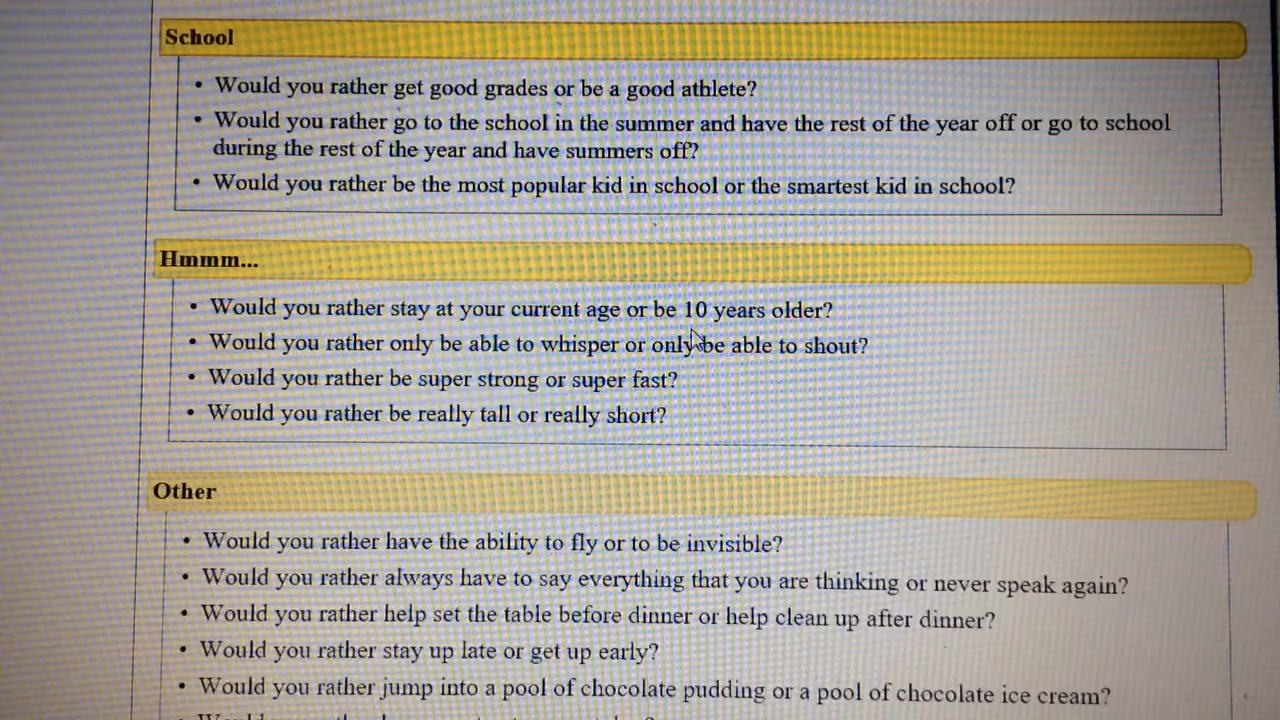 School
• Would you rather get good grades or be a good athlete?
• Would you rather go to the school in the summer and have the rest of the year off or go to school
during the rest of the year and have summers off?
• Would you rather be the most popular kid in school or the smartest kid in school?
Hmmm...
• Would you rather stay at your current age or be 10 years older?
• Would you rather only be able to whisper or only be able to shout?
• Would you rather be super strong or super fast?
• Would you rather be really tall or really short?
Other
• Would you rather have the ability to fly or to be invisible?
• Would you rather always have to say everything that you are thinking or never speak again?
• Would you rather help set the table before dinner or help clean up after dinner?
• Would you rather stay up late or get up early?
• Would you rather jump into a pool of chocolate pudding or a pool of chocolate ice cream?